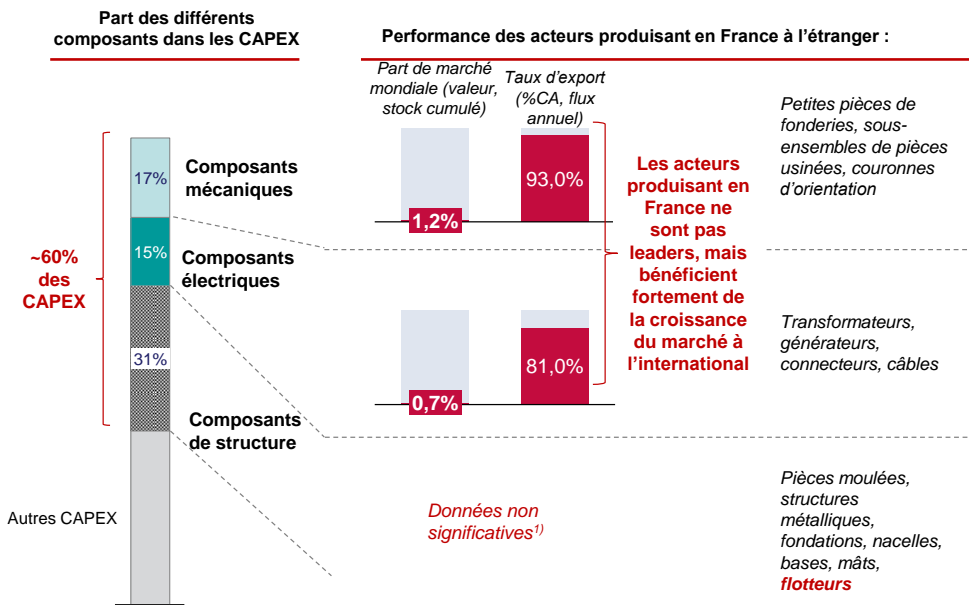 Part des différents
composants dans les CAPEX
Performance des acteurs produisant en France à l'étranger :
Part de marché
mondiale (valeur,
stock cumulé)
Taux d'export
(%CA, flux
annuel)
~60%
des
CAPEX
17%
Composants
mécaniques
15%
Composants
électriques
31%
Composants
de structure
Autres CAPEX
1,2%
93,0%
0,7%
81,0%
Les acteurs
produisant en
France ne
sont pas
leaders, mais
bénéficient
fortement de
la croissance
du marché à
l'international
Petites pièces de
fonderies, sous-
ensembles de pièces
usinées, couronnes
d'orientation
Transformateurs,
générateurs,
connecteurs, câbles
Données non
significatives1)
Pièces moulées,
structures
métalliques,
fondations, nacelles,
bases, mâts,
flotteurs